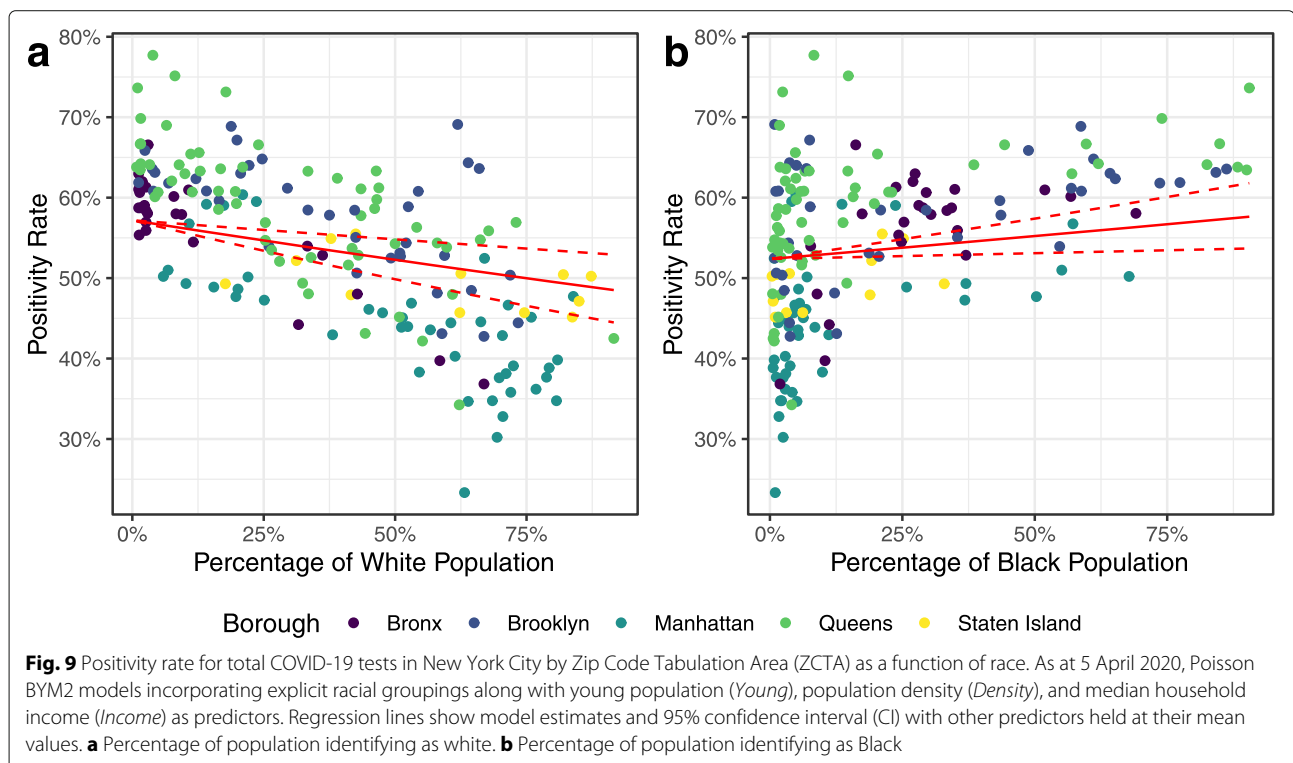 a
b
80%
70%
60%
50%
40%
30%
Positivity Rate
0% 25% 50% 75%
Percentage of White Population
80%
70%
60%
50%
40%
30%
Positivity Rate
0% 25% 50% 75%
Percentage of Black Population
Borough Bronx Brooklyn Manhattan Queens Staten Island
Fig. 9 Positivity rate for total COVID-19 tests in New York City by Zip Code Tabulation Area (ZCTA) as a function of race. As at 5 April 2020, Poisson
BYM2 models incorporating explicit racial groupings along with young population (Young), population density (Density), and median household
income (Income) as predictors. Regression lines show model estimates and 95% confidence interval (CI) with other predictors held at their mean
values. a Percentage of population identifying as white. b Percentage of population identifying as Black